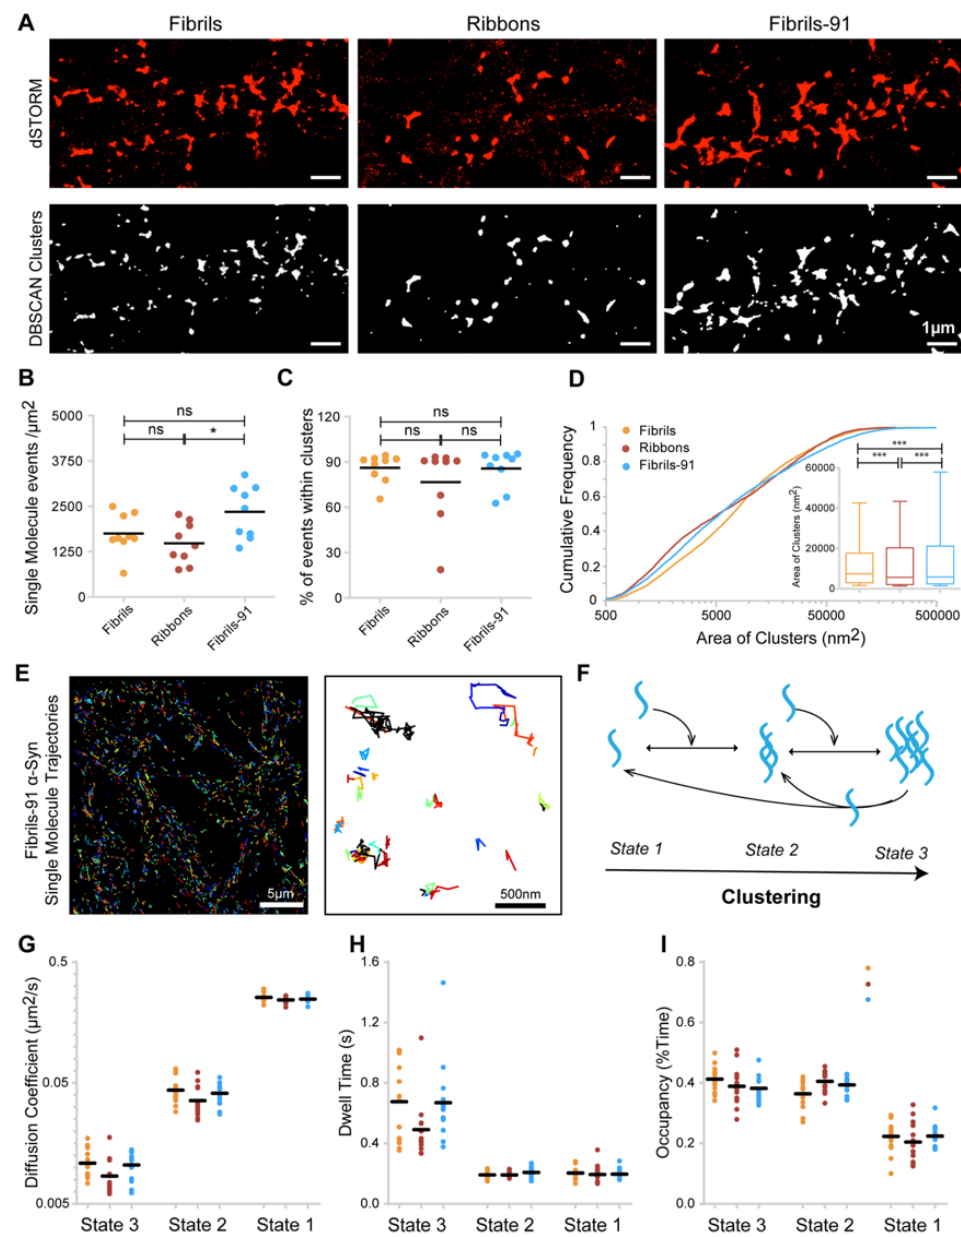 A
Fibrils
Ribbons
Fibrils-91
dSTORM
DBSCAN Clusters
1μm
B
C
D
Single Molecule events /μm2
5000
3750
2500
1250
0
ns
ns
*
Fibrils
Ribbons
Fibrils-91
% of events within clusters
120
90
60
30
0
ns
ns
ns
Fibrils
Ribbons
Fibrils-91
Cumulative Frequency
1
0.8
0.6
0.4
0.2
0
Fibrils
Ribbons
Fibrils-91
500
5000
50000
500000
Area of Clusters (nm2)
Area of Clusters (nm2)
60000
40000
20000
0
***
***
***
E
Fibrils-91 α-Syn
Single Molecule Trajectories
5μm
500nm
F
State 1
State 2
State 3
Clustering
G
Diffusion Coefficient (μm2/s)
0.5
0.05
0.005
State 3
State 2
State 1
H
Dwell Time (s)
1.6
1.2
0.8
0.4
0.0
State 3
State 2
State 1
I
Occupancy (%Time)
0.8
0.6
0.4
0.2
0.0
State 3
State 2
State 1